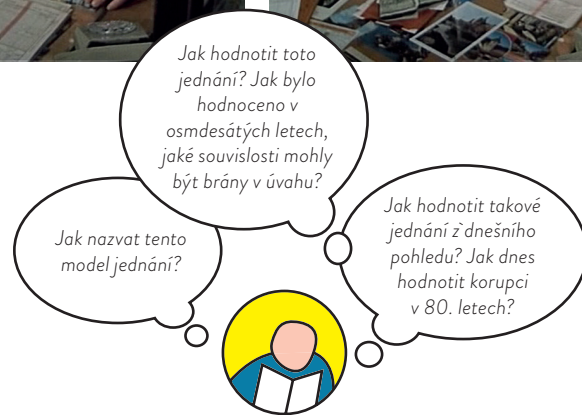 Jak hodnotit toto
jednání? Jak bylo
hodnoceno v
osmdesátých letech,
jaké souvislosti mohly
být brány v úvahu?
Jak nazvat tento
model jednání?
Jak hodnotit takové
jednání z dnešního
pohledu? Jak dnes
hodnotit korupci
v 80. letech?